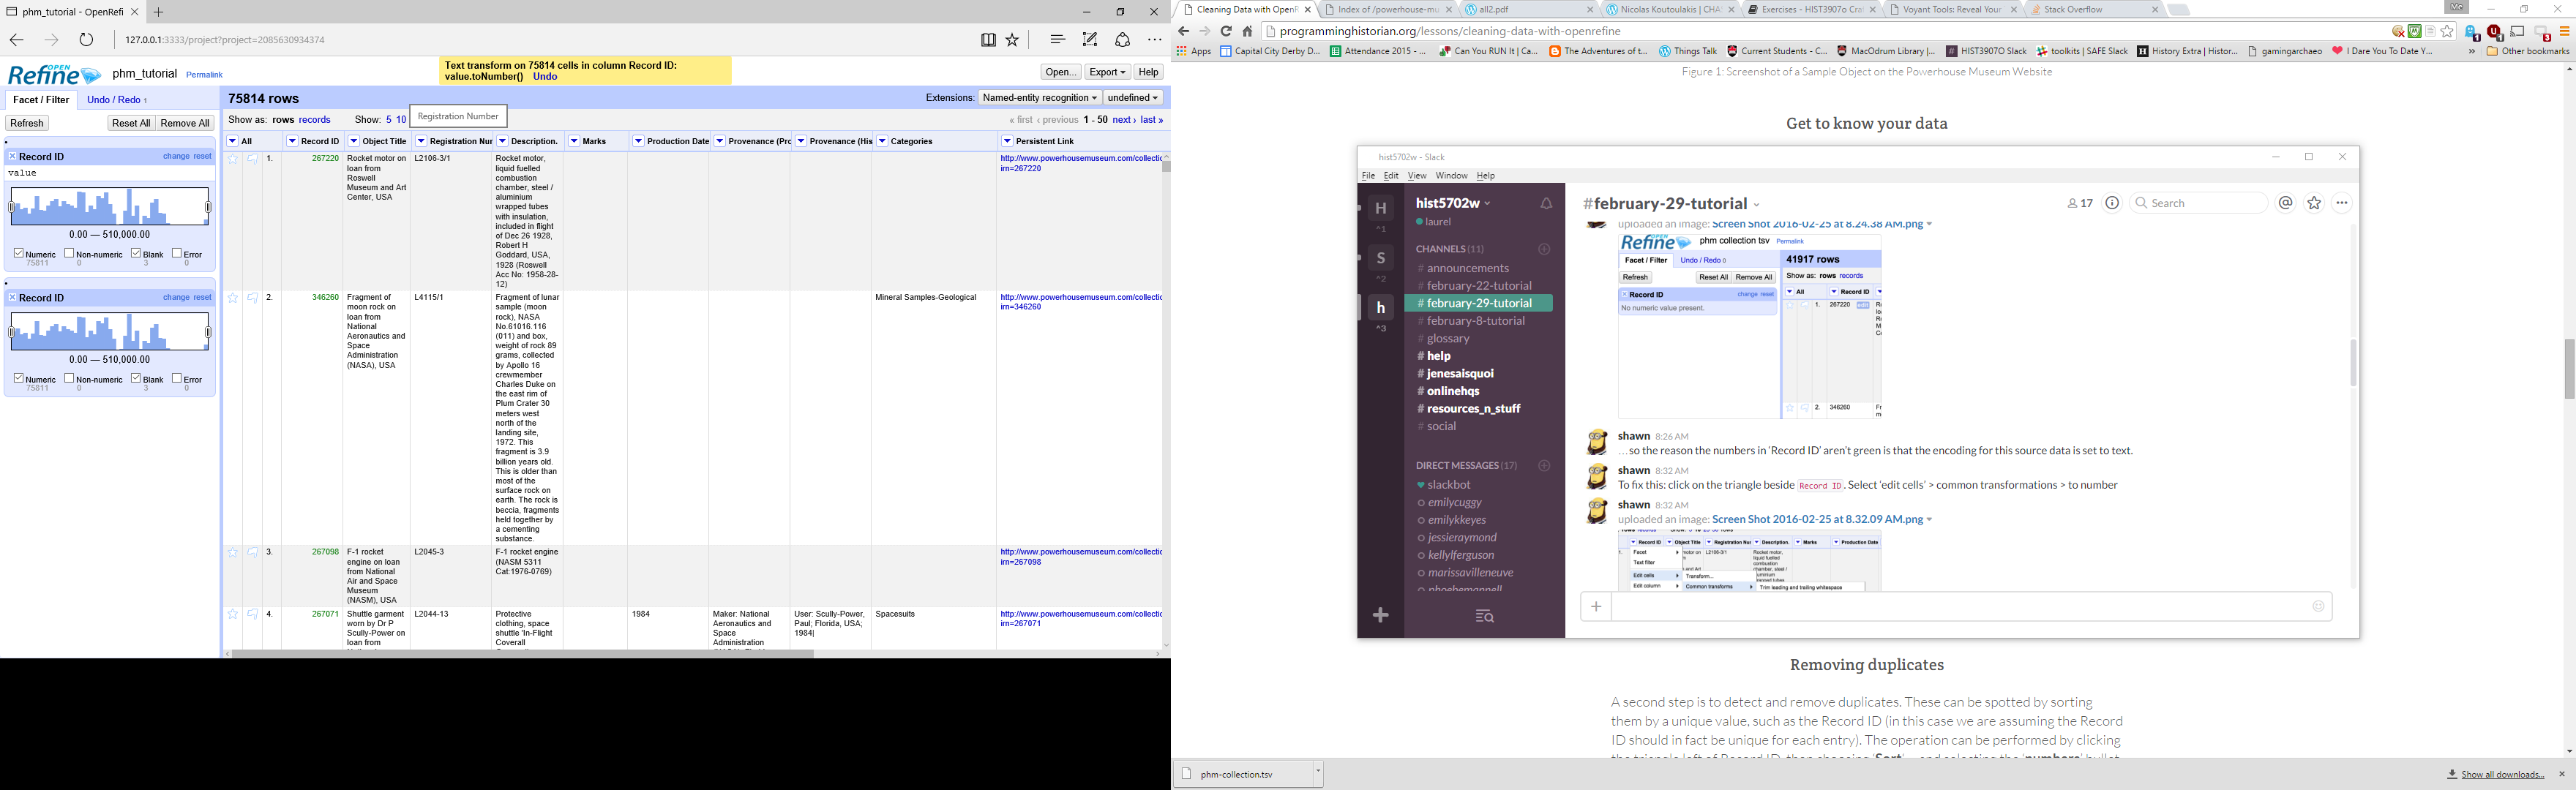 phm_tutorial - OpenRefi
127.0.0.1:3333/project?project=2085630934374
OPEN
Refine
phm_tutorial Permalink
Text transform on 75814 cells in column Record ID:
value.toNumber() Undo
Open... Export Help
Facet / Filter Undo / Redo 1
75814 rows
Extensions: Named-entity recognition undefined
Refresh Reset All Remove All
Show as: rows records Show: 5 10
Registration Number
« first ‹ previous 1 - 50 next › last »
Record ID change reset
value
0.00 — 510,000.00
Numeric Non-numeric Blank Error
75811 0 3 0
Record ID change reset
0.00 — 510,000.00
Numeric Non-numeric Blank Error
75811 0 3 0
All Record ID Object Title Registration Nur Description. Marks Production Date Provenance (Prc Provenance (His Categories Persistent Link
1. 267220
Rocket motor on
loan from
Roswell
Museum and Art
Center, USA
L2106-3/1
Rocket motor,
liquid fuelled
combustion
chamber, steel /
aluminium
wrapped tubes
with insulation,
included in flight
of Dec 26 1928,
Robert H
Goddard, USA,
1928 (Roswell
Acc No: 1958-28-
12)
http://www.powerhousemuseum.com/collectic
irn=267220
2. 346260
Fragment of
moon rock on
loan from
National
Aeronautics and
Space
Administration
(NASA), USA
L4115/1
Fragment of lunar
sample (moon
rock), NASA
No.61016.116
(011) and box,
weight of rock 89
grams, collected
by Apollo 16
crewmember
Charles Duke on
the east rim of
Plum Crater 30
meters west
north of the
landing site,
1972. This
fragment is 3.9
billion years old.
This is older than
most of the
surface rock on
earth. The rock is
beccia, fragments
held together by
a cementing
substance.
Mineral Samples-Geological
http://www.powerhousemuseum.com/collectic
irn=346260
3. 267098
F-1 rocket
engine on loan
from National
Air and Space
Museum
(NASM), USA
L2045-3
F-1 rocket engine
(NASM 5311
Cat:1976-0769)
http://www.powerhousemuseum.com/collectic
irn=267098
4. 267071
Shuttle garment
worn by Dr P
Scully-Power on
loan from
L2044-13
Protective
clothing, space
shuttle 'In-Flight
Coverall
1984
Maker: National
Aeronautics and
Space
Administration
User: Scully-Power,
Paul; Florida, USA;
1984|
Spacesuits
http://www.powerhousemuseum.com/collectic
irn=267071
Cleaning Data with OpenR
Index of /powerhouse-mu
all2.pdf
Nicolas Koutoulakis | CHA
Exercises - HIST3907o Cra
Voyant Tools: Reveal Your
Stack Overflow
Me
programminghistorian.org/lessons/cleaning-data-with-openrefine
Apps
Capital City Derby D...
Attendance 2015 - ...
Can You RUN It | Ca...
The Adventures of t...
Things Talk
Current Students - C...
MacOdrum Library |...
HIST3907O Slack
toolkits | SAFE Slack
History Extra | Histor...
gamingarchaeo
I Dare You To Date Y...
Other bookmarks
Figure 1: Screenshot of a Sample Object on the Powerhouse Museum Website
Get to know your data
hist5702w - Slack
File Edit View Window Help
H
^1
S
^2
h
^3
hist5702w
laurel
CHANNELS (11)
# announcements
# february-22-tutorial
# february-29-tutorial
# february-8-tutorial
# glossary
# help
# jenesaisquoi
# onlinehqs
# resources_n_stuff
# social
DIRECT MESSAGES (17)
slackbot
emilycuggy
emilykkeyes
jessieraymond
kellylferguson
marissavilleneuve
phoebemannell
#february-29-tutorial
17
Search
uploaded an image: Screen Shot 2016-02-25 at 8.24.38 AM.png
OPEN
Refine
phm collection tsv Permalink
Facet / Filter Undo / Redo 0
41917 rows
Refresh Reset All Remove All
Show as: rows records
Record ID change reset
No numeric value present.
All Record ID
1. 267220 edit
2. 346260
shawn 8:26 AM
…so the reason the numbers in 'Record ID' aren't green is that the encoding for this source data is set to text.
shawn 8:32 AM
To fix this: click on the triangle beside Record ID. Select 'edit cells' > common transformations > to number
shawn 8:32 AM
uploaded an image: Screen Shot 2016-02-25 at 8.32.09 AM.png
Record ID Object Title Registration Nur Description. Marks Production Date
Facet
Text filter
Edit cells
Edit column
Transform...
Common transforms
Trim leading and trailing whitespace
L2106-3/1
Rocket motor,
liquid fuelled
combustion
chamber, steel /
Removing duplicates
A second step is to detect and remove duplicates. These can be spotted by sorting
them by a unique value, such as the Record ID (in this case we are assuming the Record
ID should in fact be unique for each entry). The operation can be performed by clicking
the triangle left of Record ID, then choosing 'Sort'... and selecting the 'numbers' bullet
phm-collection.tsv
Show all downloads...